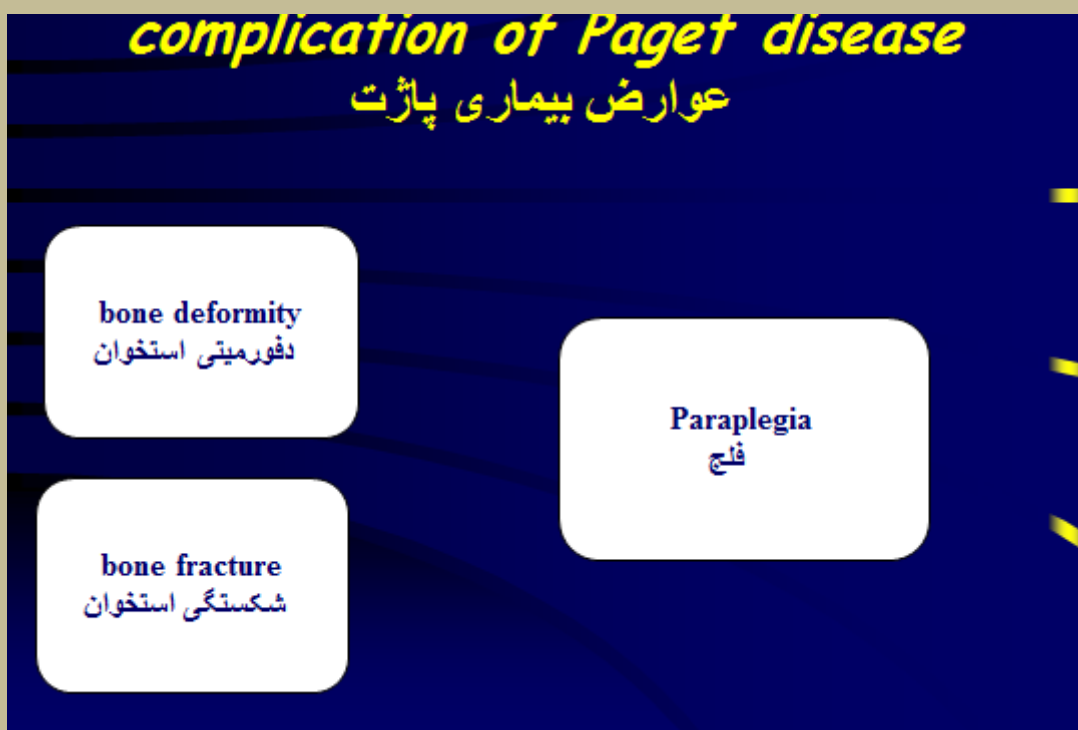 complication of Paget disease
عوارض بیماری پاژت
bone deformity
دفورمیتی استخوان
Paraplegia
فلج
bone fracture
شکستگی استخوان